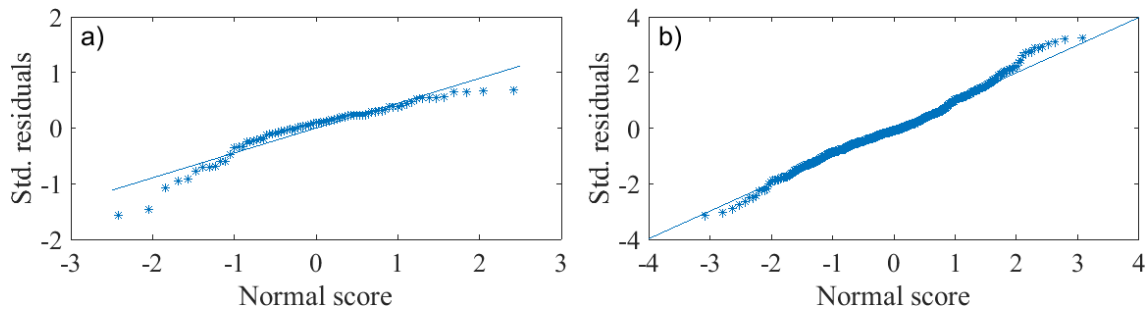 a)
Std. residuals
2
1
0
-1
-2
-3 -2 -1 0 1 2 3
Normal score
b)
Std. residuals
4
2
0
-2
-4
-4 -3 -2 -1 0 1 2 3 4
Normal score